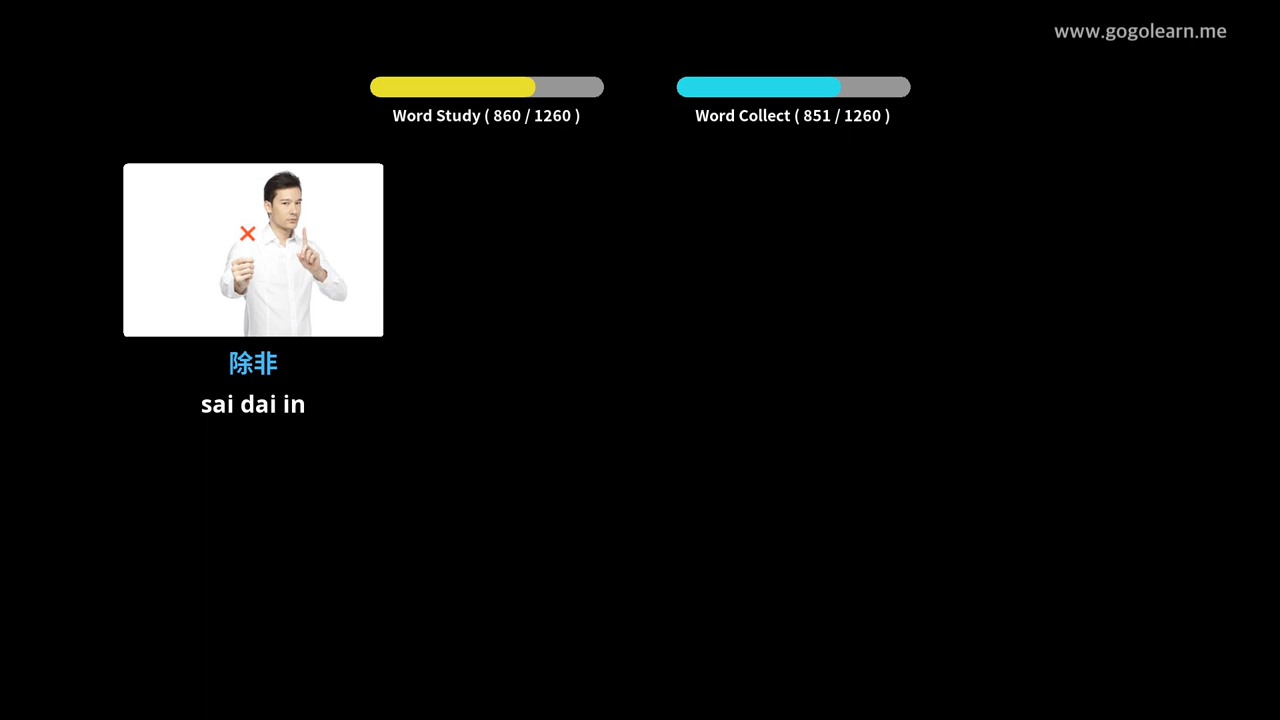 www.gogolearn.me
Word Study ( 860 / 1260 )
Word Collect ( 851 / 1260 )
除非
sai dai in